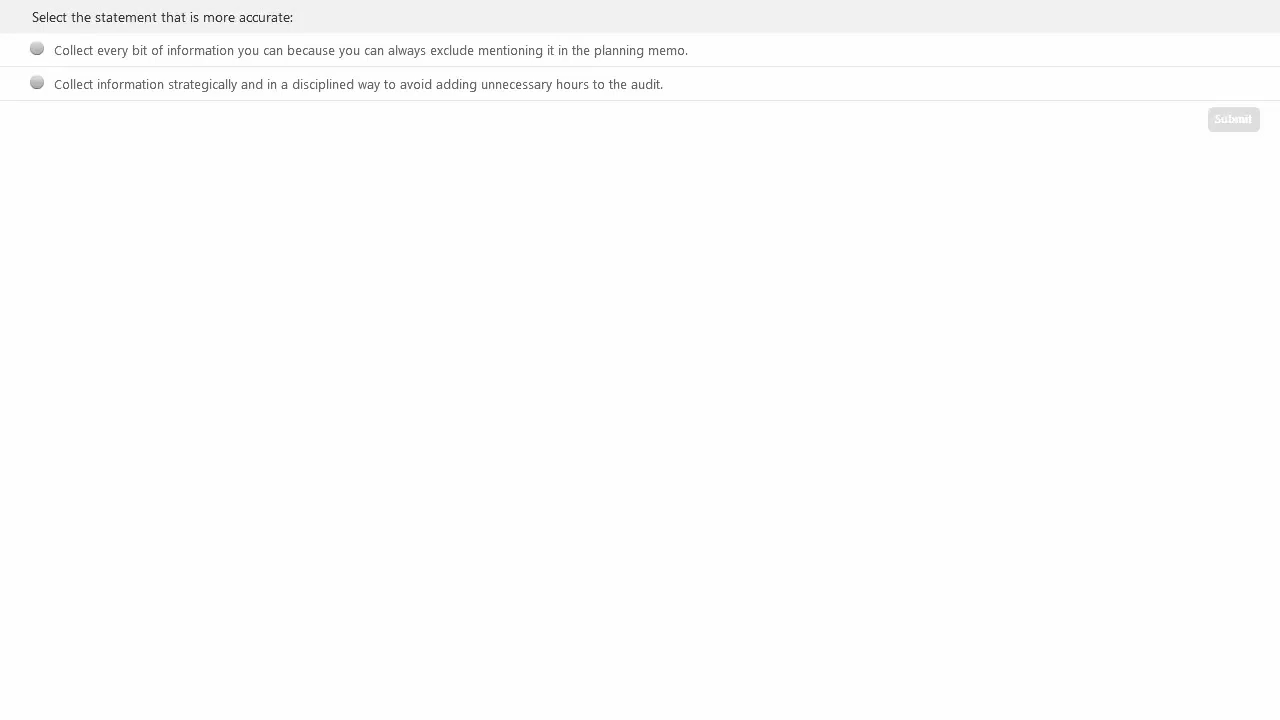 Select the statement that is more accurate:
Collect every bit of information you can because you can always exclude mentioning it in the planning memo.
Collect information strategically and in a disciplined way to avoid adding unnecessary hours to the audit.
Submit